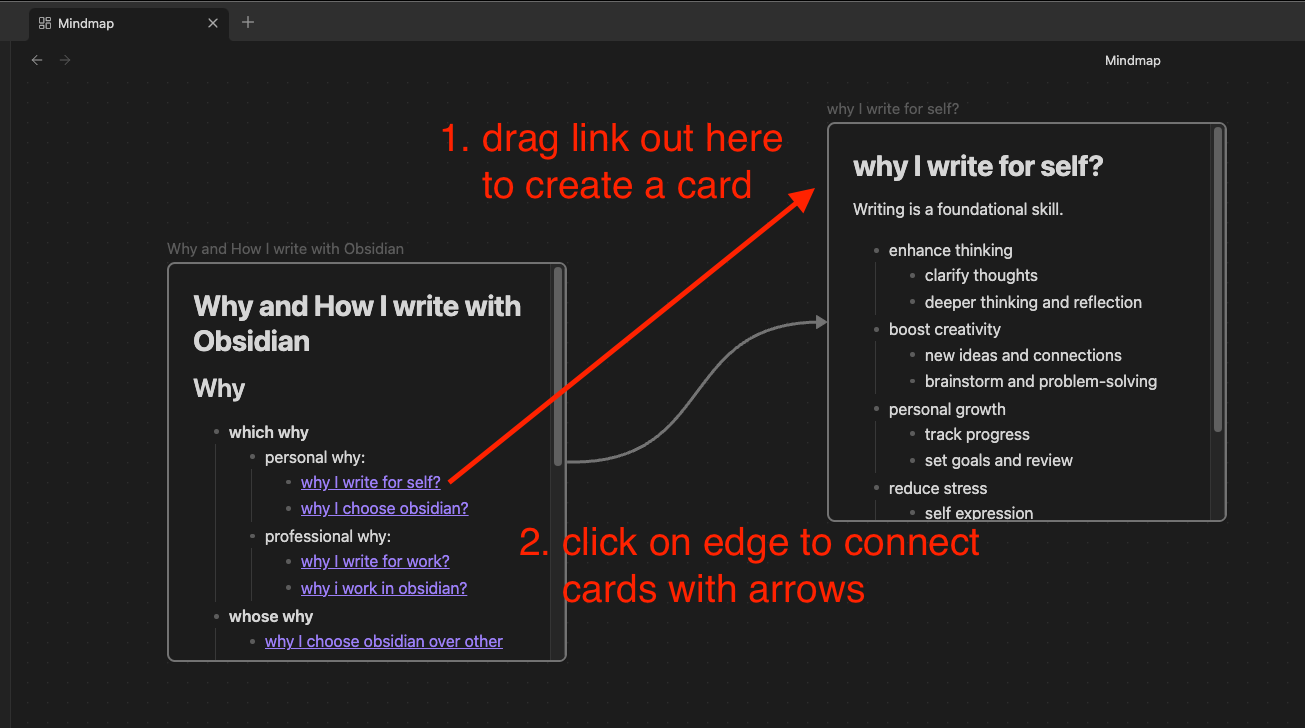 Mindmap
Mindmap
why I write for self?
1. drag link out here
to create a card
why I write for self?
Writing is a foundational skill.
enhance thinking
clarify thoughts
deeper thinking and reflection
boost creativity
new ideas and connections
brainstorm and problem-solving
personal growth
track progress
set goals and review
reduce stress
self expression
Why and How I write with Obsidian
Why and How I write with
Obsidian
Why
which why
personal why:
why I write for self?
why I choose obsidian?
professional why:
why I write for work?
why i work in obsidian?
whose why
why I choose obsidian over other
2. click on edge to connect
cards with arrows